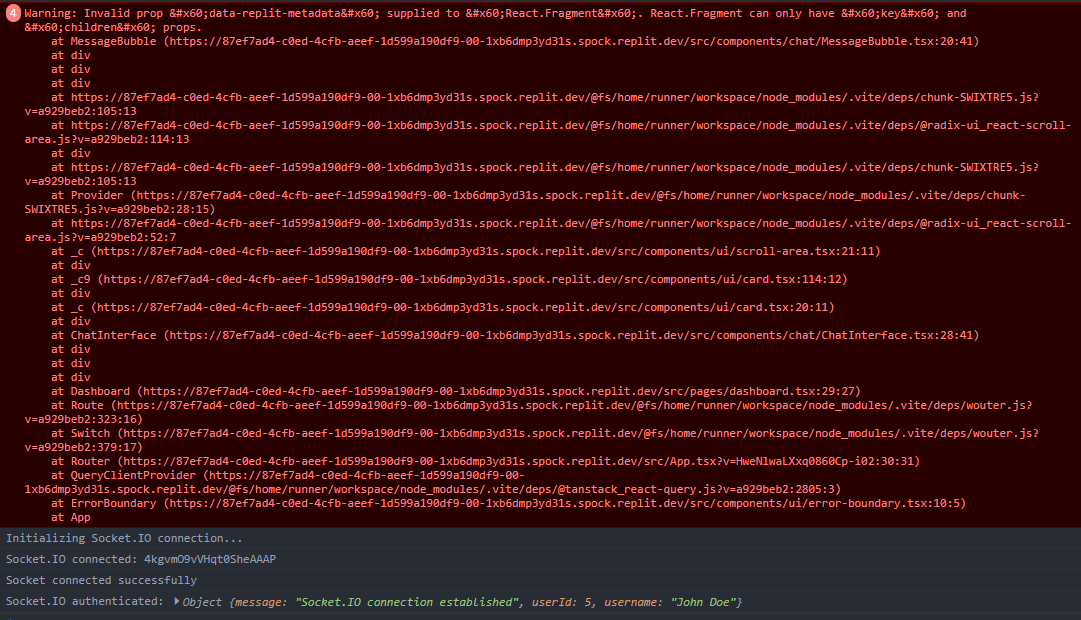 4 Warning: Invalid prop &#x60;data-replit-metadata&#x60; supplied to &#x60;React.Fragment&#x60;. React.Fragment can only have &#x60;key&#x60; and
&#x60;children&#x60; props.
at MessageBubble (https://87ef7ad4-c0ed-4cfb-aeef-1d599a190df9-00-1xb6dmp3yd31s.spock.replit.dev/src/components/chat/MessageBubble.tsx:20:41)
at div
at div
at div
at https://87ef7ad4-c0ed-4cfb-aeef-1d599a190df9-00-1xb6dmp3yd31s.spock.replit.dev/@fs/home/runner/workspace/node_modules/.vite/deps/chunk-SWIXTRE5.js?
v=a929beb2:105:13
at https://87ef7ad4-c0ed-4cfb-aeef-1d599a190df9-00-1xb6dmp3yd31s.spock.replit.dev/@fs/home/runner/workspace/node_modules/.vite/deps/@radix-ui_react-scroll-
area.js?v=a929beb2:114:13
at div
at https://87ef7ad4-c0ed-4cfb-aeef-1d599a190df9-00-1xb6dmp3yd31s.spock.replit.dev/@fs/home/runner/workspace/node_modules/.vite/deps/chunk-SWIXTRE5.js?
v=a929beb2:105:13
at Provider (https://87ef7ad4-c0ed-4cfb-aeef-1d599a190df9-00-1xb6dmp3yd31s.spock.replit.dev/@fs/home/runner/workspace/node_modules/.vite/deps/chunk-
SWIXTRE5.js?v=a929beb2:28:15)
at https://87ef7ad4-c0ed-4cfb-aeef-1d599a190df9-00-1xb6dmp3yd31s.spock.replit.dev/@fs/home/runner/workspace/node_modules/.vite/deps/@radix-ui_react-scroll-
area.js?v=a929beb2:52:7
at _c (https://87ef7ad4-c0ed-4cfb-aeef-1d599a190df9-00-1xb6dmp3yd31s.spock.replit.dev/src/components/ui/scroll-area.tsx:21:11)
at div
at _c9 (https://87ef7ad4-c0ed-4cfb-aeef-1d599a190df9-00-1xb6dmp3yd31s.spock.replit.dev/src/components/ui/card.tsx:114:12)
at div
at _c (https://87ef7ad4-c0ed-4cfb-aeef-1d599a190df9-00-1xb6dmp3yd31s.spock.replit.dev/src/components/ui/card.tsx:20:11)
at div
at ChatInterface (https://87ef7ad4-c0ed-4cfb-aeef-1d599a190df9-00-1xb6dmp3yd31s.spock.replit.dev/src/components/chat/ChatInterface.tsx:28:41)
at div
at div
at div
at Dashboard (https://87ef7ad4-c0ed-4cfb-aeef-1d599a190df9-00-1xb6dmp3yd31s.spock.replit.dev/src/pages/dashboard.tsx:29:27)
at Route (https://87ef7ad4-c0ed-4cfb-aeef-1d599a190df9-00-1xb6dmp3yd31s.spock.replit.dev/@fs/home/runner/workspace/node_modules/.vite/deps/wouter.js?
v=a929beb2:323:16)
at Switch (https://87ef7ad4-c0ed-4cfb-aeef-1d599a190df9-00-1xb6dmp3yd31s.spock.replit.dev/@fs/home/runner/workspace/node_modules/.vite/deps/wouter.js?
v=a929beb2:379:17)
at Router (https://87ef7ad4-c0ed-4cfb-aeef-1d599a190df9-00-1xb6dmp3yd31s.spock.replit.dev/src/App.tsx?v=HweNlwaLXxq0860Cp-i02:30:31)
at QueryClientProvider (https://87ef7ad4-c0ed-4cfb-aeef-1d599a190df9-00-
1xb6dmp3yd31s.spock.replit.dev/@fs/home/runner/workspace/node_modules/.vite/deps/@tanstack_react-query.js?v=a929beb2:2805:3)
at ErrorBoundary (https://87ef7ad4-c0ed-4cfb-aeef-1d599a190df9-00-1xb6dmp3yd31s.spock.replit.dev/src/components/ui/error-boundary.tsx:10:5)
at App
Initializing Socket.IO connection...
Socket.IO connected: 4kgvmO9vVHqt0SheAAAP
Socket connected successfully
Socket.IO authenticated: Object {message: "Socket.IO connection established", userId: 5, username: "John Doe"}